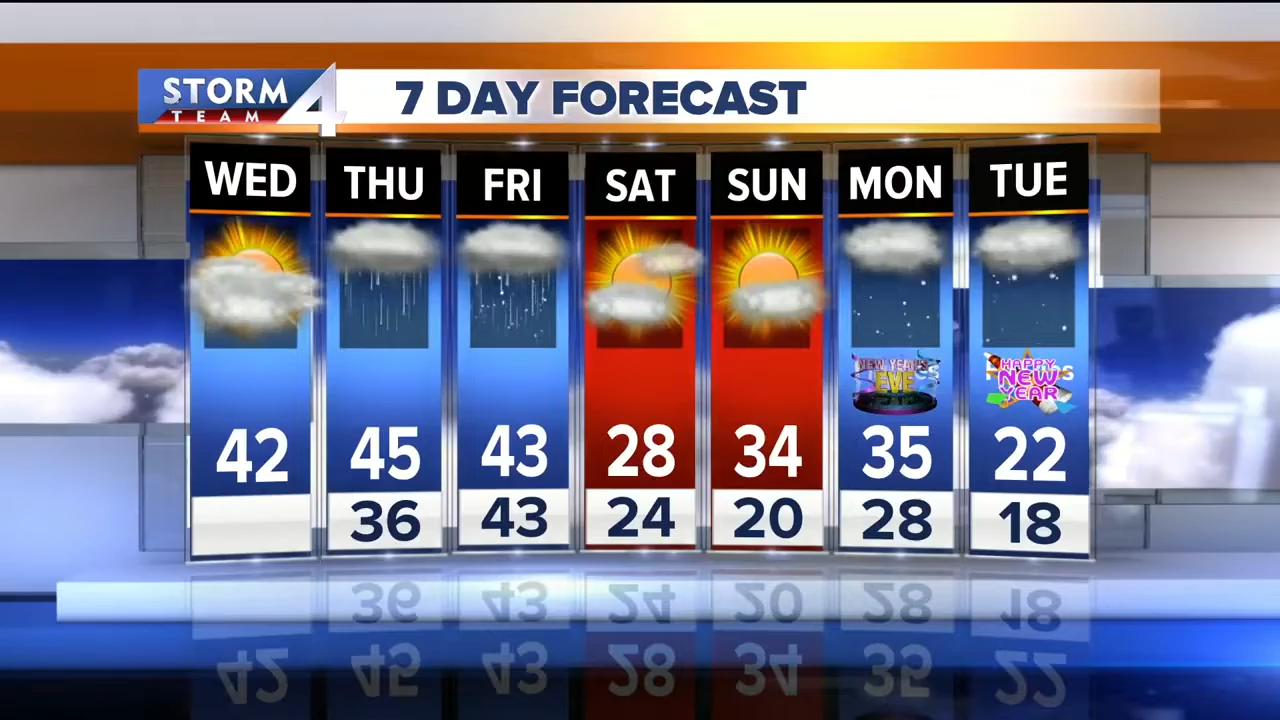 STORM
TEAM 4
7 DAY FORECAST
WED THU FRI SAT SUN MON TUE
NEW YEAR'S
EVE
HAPPY
NEW
YEAR
42 45 43 28 34 35 22
36 43 24 20 28 18